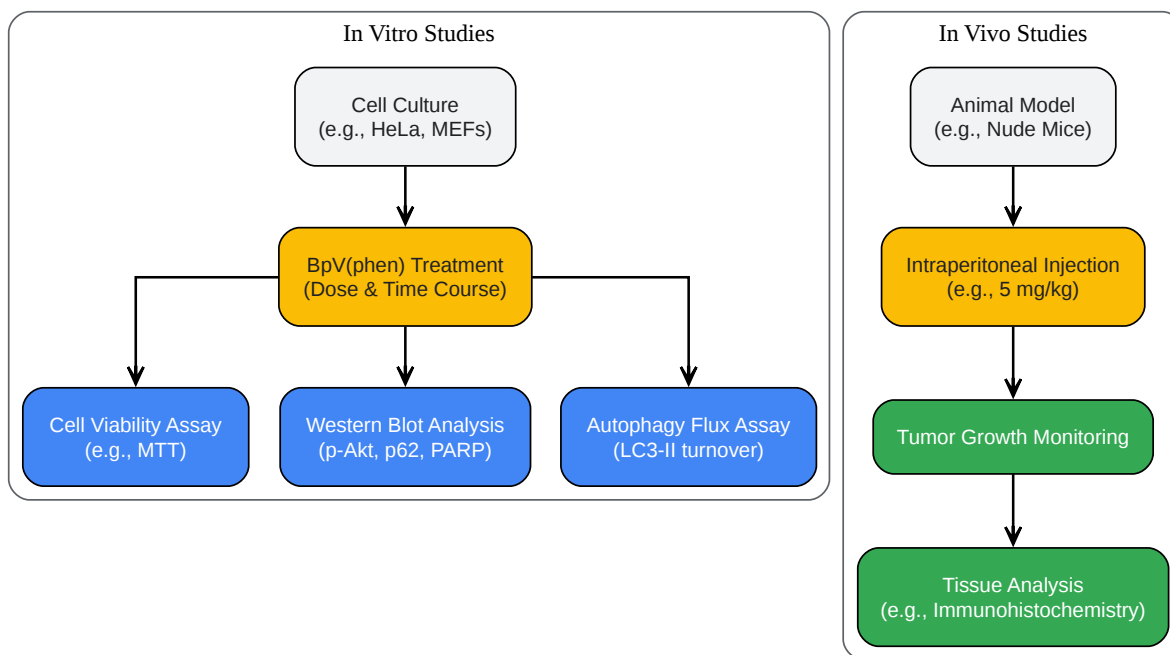 In Vitro Studies
Cell Culture
(e.g., HeLa, MEFs)
BpV(phen) Treatment
(Dose & Time Course)
Cell Viability Assay
(e.g., MTT)
Western Blot Analysis
(p-Akt, p62, PARP)
Autophagy Flux Assay
(LC3-II turnover)
In Vivo Studies
Animal Model
(e.g., Nude Mice)
Intraperitoneal Injection
(e.g., 5 mg/kg)
Tumor Growth Monitoring
Tissue Analysis
(e.g., Immunohistochemistry)